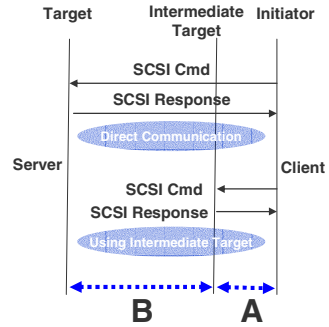 Target Intermediate Target Initiator
SCSI Cmd
SCSI Response
Direct Communication
Server Client
SCSI Cmd
SCSI Response
Using Intermediate Target
B A